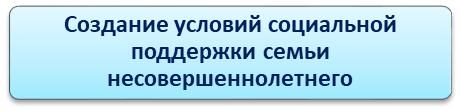 Создание условий социальной
поддержки семьи
несовершеннолетнего